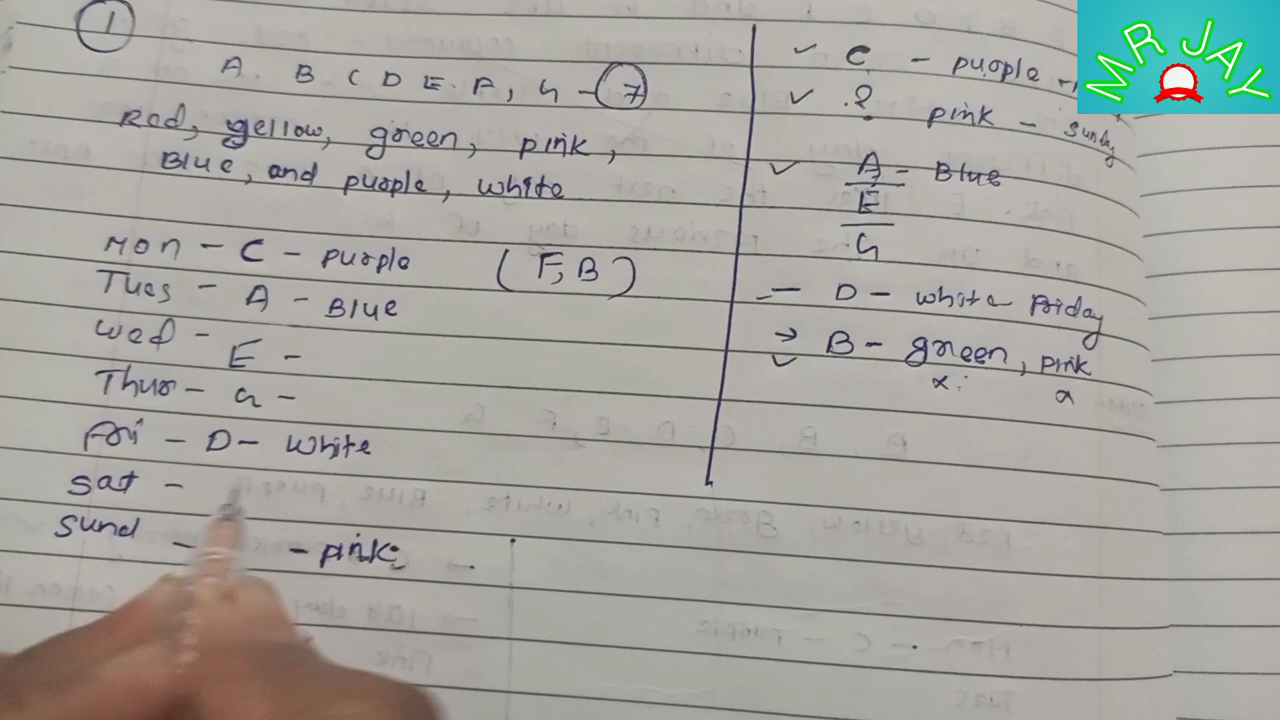 1
A. B C D E. F, G - 7
Red, yellow, green, pink,
Blue, and purple, white
Mon - C - purple (F, B)
Tues - A - Blue
Wed - E -
Thur - G -
Fri - D - White
Sat -
Sund - - pink
✓ C - purple
✓ ? pink - Sunday
✓ A - Blue
E
G
- D - white Friday
→ B - green, pink
✓ x x
MR JAY